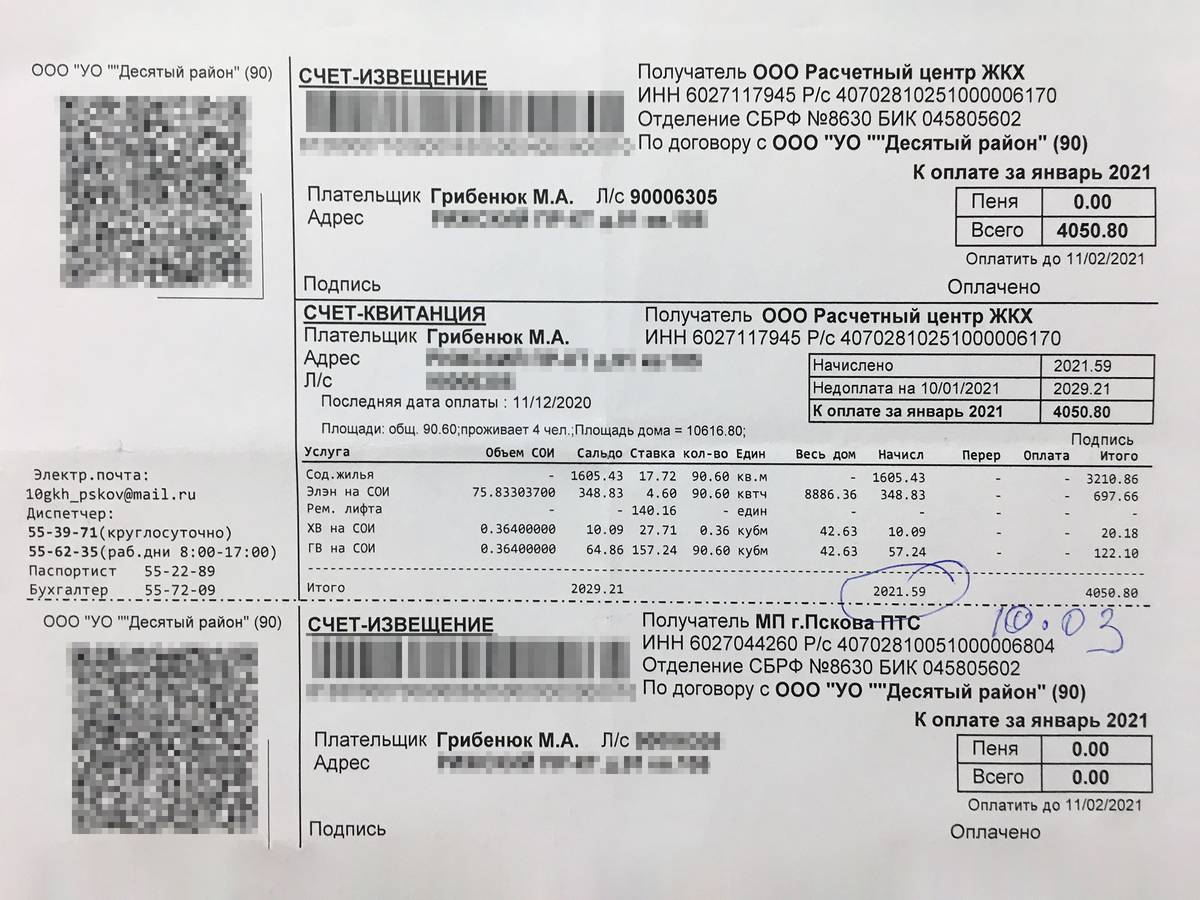 ООО "УО ""Десятый район" (90)
СЧЕТ-ИЗВЕЩЕНИЕ
Получатель ООО Расчетный центр ЖКХ
ИНН 6027117945 Р/с 40702810251000006170
Отделение СБРФ №8630 БИК 045805602
По договору с ООО "УО ""Десятый район" (90)
К оплате за январь 2021
Плательщик Грибенюк М.А. Л/с 90006305
Адрес
Пеня 0.00
Всего 4050.80
Оплатить до 11/02/2021
Подпись Оплачено
СЧЕТ-КВИТАНЦИЯ
Получатель ООО Расчетный центр ЖКХ
Плательщик Грибенюк М.А.
ИНН 6027117945 Р/с 40702810251000006170
Адрес
Л/с
Начислено 2021.59
Недоплата на 10/01/2021 2029.21
К оплате за январь 2021 4050.80
Последняя дата оплаты : 11/12/2020
Площади: общ. 90.60;проживает 4 чел.;Площадь дома = 10616.80;
Подпись
Услуга Объем СОИ Сальдо Ставка кол-во Един Весь дом Начисл Перер Оплата Итого
Сод.жилья - 1605.43 17.72 90.60 кв.м 1605.43 - - 3210.86
Элэн на СОИ 75.83303700 348.83 4.60 90.60 квтч 8886.36 348.83 - - 697.66
Рем. лифта - - 140.16 - един - - - -
ХВ на СОИ 0.36400000 10.09 27.71 0.36 кубм 42.63 10.09 - - 20.18
ГВ на СОИ 0.36400000 64.86 157.24 90.60 кубм 42.63 57.24 - - 122.10
Итого 2029.21 2021.59 4050.80
Электр.почта:
10gkh_pskov@mail.ru
Диспетчер:
55-39-71(круглосуточно)
55-62-35(раб.дни 8:00-17:00)
Паспортист 55-22-89
Бухгалтер 55-72-09
10.03
ООО "УО ""Десятый район" (90)
СЧЕТ-ИЗВЕЩЕНИЕ
Получатель МП г.Пскова ПТС
ИНН 6027044260 Р/с 40702810051000006804
Отделение СБРФ №8630 БИК 045805602
По договору с ООО "УО ""Десятый район" (90)
К оплате за январь 2021
Плательщик Грибенюк М.А. Л/с
Адрес
Пеня 0.00
Всего 0.00
Оплатить до 11/02/2021
Подпись Оплачено